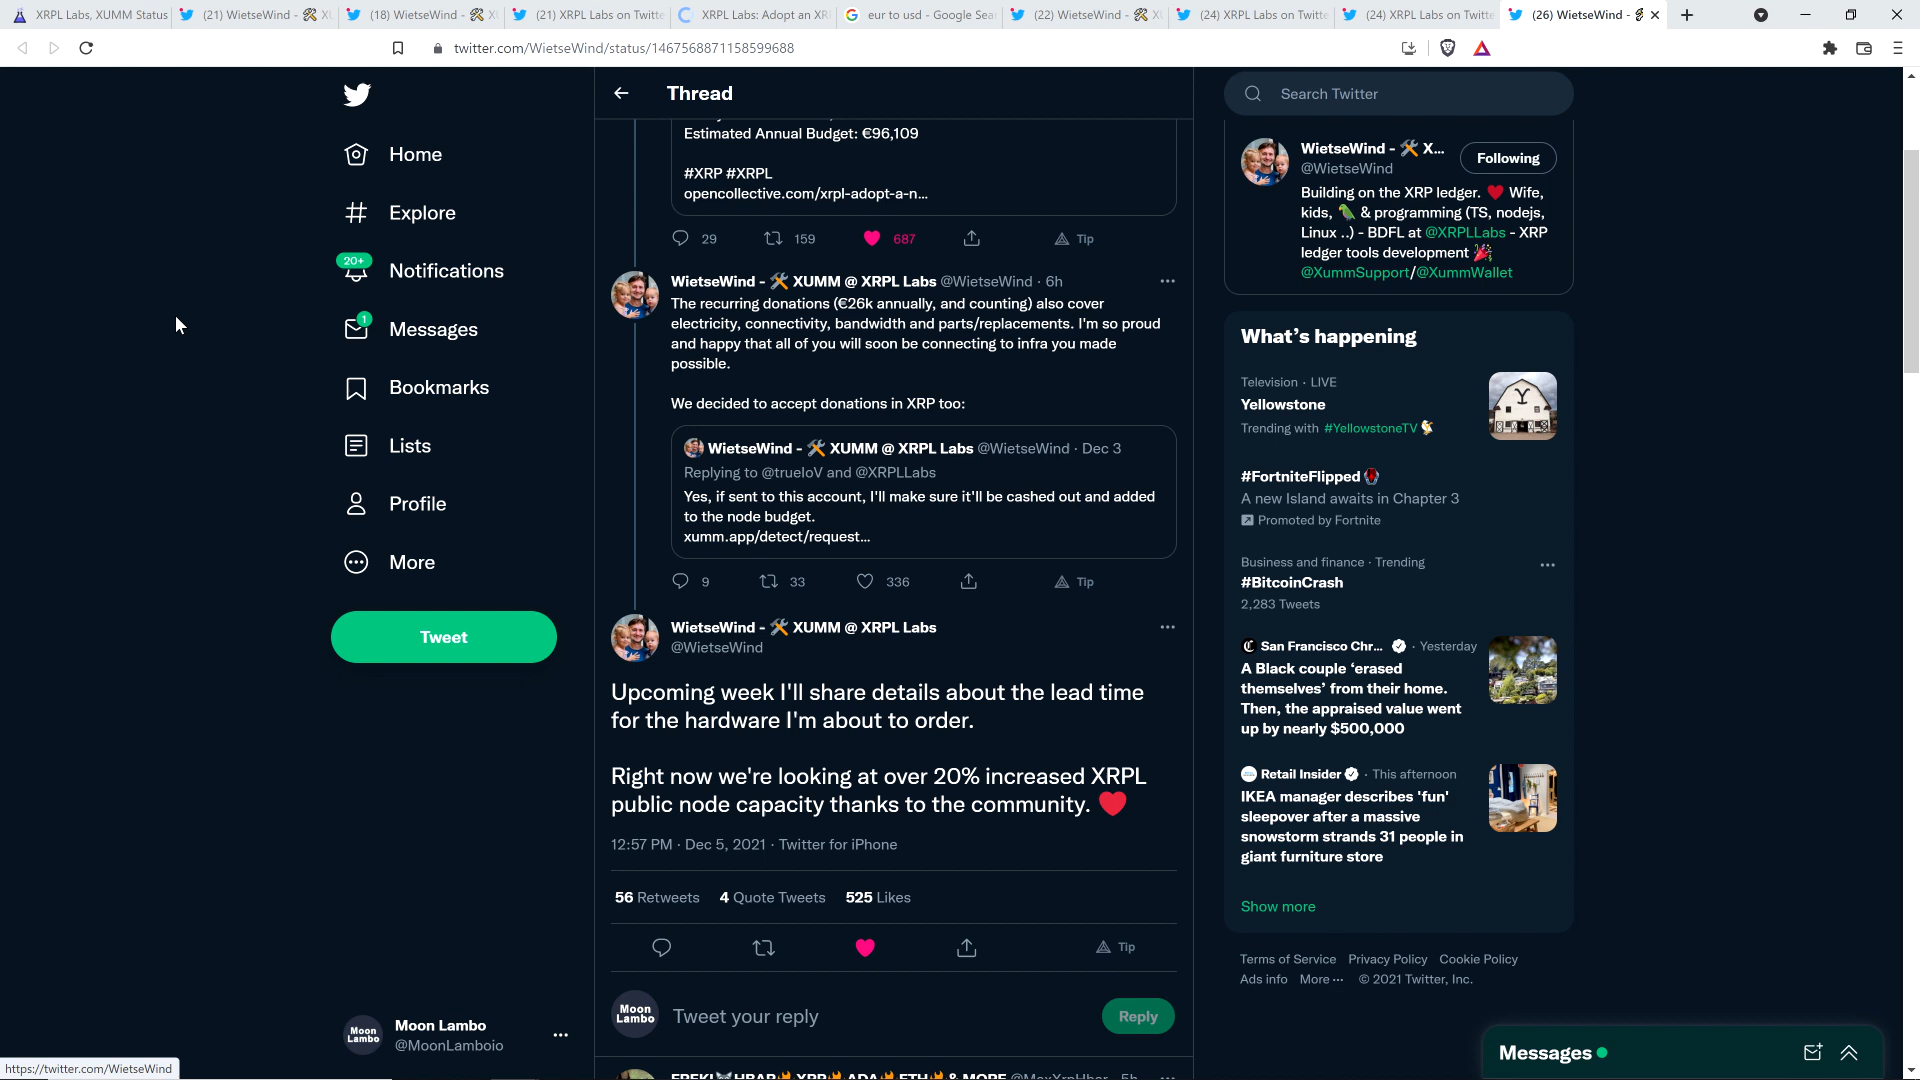 XRPL Labs, XUMM Status
(21) WietseWind - 🛠 X
(18) WietseWind - 🛠 X
(21) XRPL Labs on Twitte
XRPL Labs: Adopt an XR
eur to usd - Google Sea
(22) WietseWind - 🛠 X
(24) XRPL Labs on Twitte
(24) XRPL Labs on Twitte
(26) WietseWind -
twitter.com/WietseWind/status/1467568871158599688
Home
Explore
20+
Notifications
1
Messages
Bookmarks
Lists
Profile
More
Tweet
Moon Lambo
Moon Lambo
@MoonLamboio
https://twitter.com/WietseWind
Thread
Estimated Annual Budget: €96,109
#XRP #XRPL
opencollective.com/xrpl-adopt-a-n...
29 159 687 Tip
WietseWind - 🛠 XUMM @ XRPL Labs @WietseWind · 6h
The recurring donations (€26k annually, and counting) also cover
electricity, connectivity, bandwidth and parts/replacements. I'm so proud
and happy that all of you will soon be connecting to infra you made
possible.
We decided to accept donations in XRP too:
WietseWind - 🛠 XUMM @ XRPL Labs @WietseWind · Dec 3
Replying to @trueIoV and @XRPLLabs
Yes, if sent to this account, I'll make sure it'll be cashed out and added
to the node budget.
xumm.app/detect/request...
9 33 336 Tip
WietseWind - 🛠 XUMM @ XRPL Labs
@WietseWind
Upcoming week I'll share details about the lead time
for the hardware I'm about to order.
Right now we're looking at over 20% increased XRPL
public node capacity thanks to the community. ❤
12:57 PM · Dec 5, 2021 · Twitter for iPhone
56 Retweets 4 Quote Tweets 525 Likes
Tip
Moon Lambo
Tweet your reply
Reply
Search Twitter
WietseWind - 🛠 X...
@WietseWind
Following
Building on the XRP ledger. ❤ Wife,
kids, 🦜 & programming (TS, nodejs,
Linux ..) - BDFL at @XRPLLabs - XRP
ledger tools development 🎉
@XummSupport/@XummWallet
What's happening
Television · LIVE
Yellowstone
Trending with #YellowstoneTV
#FortniteFlipped
A new Island awaits in Chapter 3
Promoted by Fortnite
Business and finance · Trending
#BitcoinCrash
2,283 Tweets
San Francisco Chr... · Yesterday
A Black couple ‘erased
themselves’ from their home.
Then, the appraised value went
up by nearly $500,000
Retail Insider · This afternoon
IKEA manager describes 'fun'
sleepover after a massive
snowstorm strands 31 people in
giant furniture store
Show more
Terms of Service Privacy Policy Cookie Policy
Ads info More ··· © 2021 Twitter, Inc.
Messages